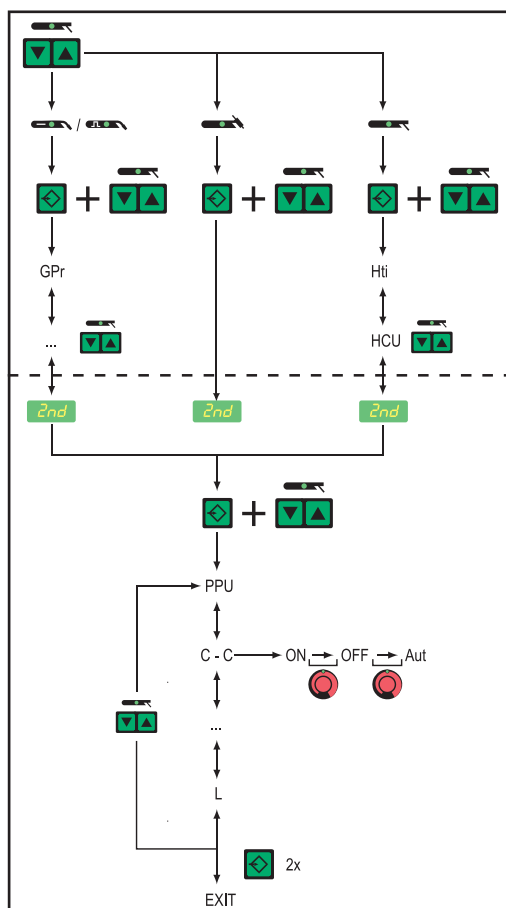 /
+ + +
GPr Hti
... HCU
2nd 2nd 2nd
+
PPU
C - C ON OFF Aut
...
L
2x
EXIT